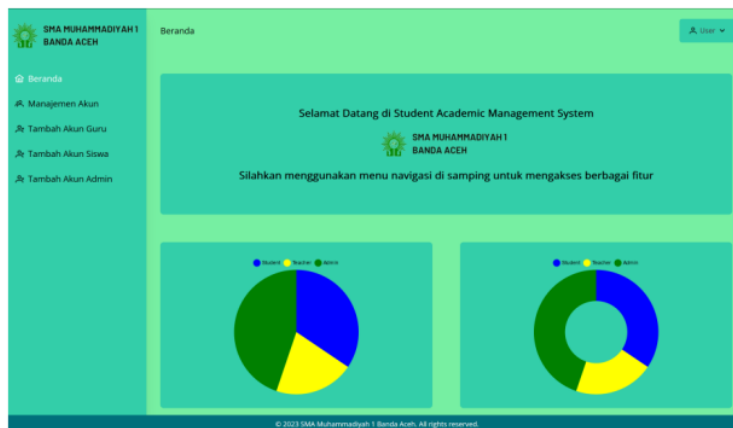 SMA MUHAMMADIYAH 1
BANDA ACEH
Beranda
User
Beranda
Manajemen Akun
Tambah Akun Guru
Tambah Akun Siswa
Tambah Akun Admin
Selamat Datang di Student Academic Management System
SMA MUHAMMADIYAH 1
BANDA ACEH
Silahkan menggunakan menu navigasi di samping untuk mengakses berbagai fitur
Student Teacher Admin
Student Teacher Admin
© 2023 SMA Muhammadiyah 1 Banda Aceh. All rights reserved.